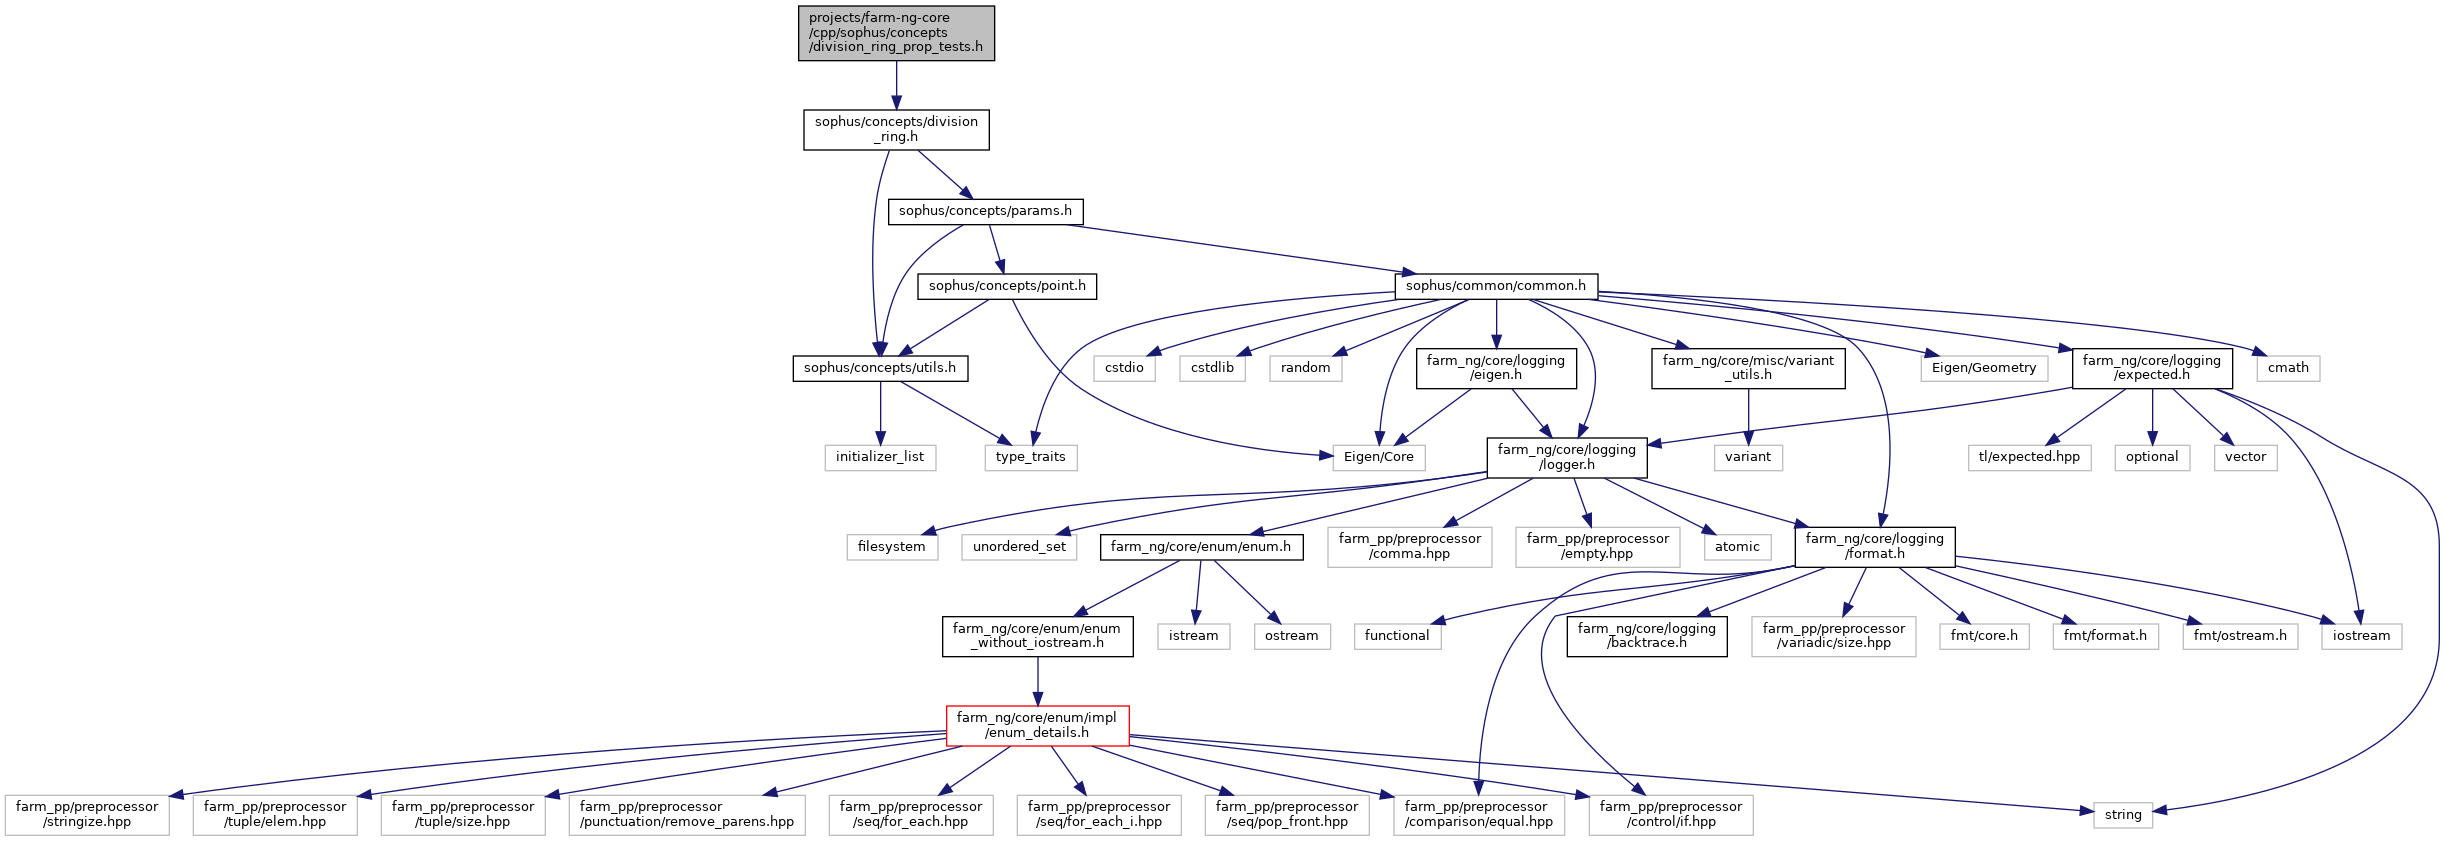 projects/farm-ng-core
/cpp/sophus/concepts
/division_ring_prop_tests.h
sophus/concepts/division
_ring.h
sophus/concepts/params.h
sophus/concepts/point.h
sophus/common/common.h
sophus/concepts/utils.h
cstdio
cstdlib
random
farm_ng/core/logging
/eigen.h
farm_ng/core/misc/variant
_utils.h
Eigen/Geometry
farm_ng/core/logging
/expected.h
cmath
initializer_list
type_traits
Eigen/Core
farm_ng/core/logging
/logger.h
variant
tl/expected.hpp
optional
vector
filesystem
unordered_set
farm_ng/core/enum/enum.h
farm_pp/preprocessor
/comma.hpp
farm_pp/preprocessor
/empty.hpp
atomic
farm_ng/core/logging
/format.h
farm_ng/core/enum/enum
_without_iostream.h
istream
ostream
functional
farm_ng/core/logging
/backtrace.h
farm_pp/preprocessor
/variadic/size.hpp
fmt/core.h
fmt/format.h
fmt/ostream.h
iostream
farm_ng/core/enum/impl
/enum_details.h
farm_pp/preprocessor
/stringize.hpp
farm_pp/preprocessor
/tuple/elem.hpp
farm_pp/preprocessor
/tuple/size.hpp
farm_pp/preprocessor
/punctuation/remove_parens.hpp
farm_pp/preprocessor
/seq/for_each.hpp
farm_pp/preprocessor
/seq/for_each_i.hpp
farm_pp/preprocessor
/seq/pop_front.hpp
farm_pp/preprocessor
/comparison/equal.hpp
farm_pp/preprocessor
/control/if.hpp
string